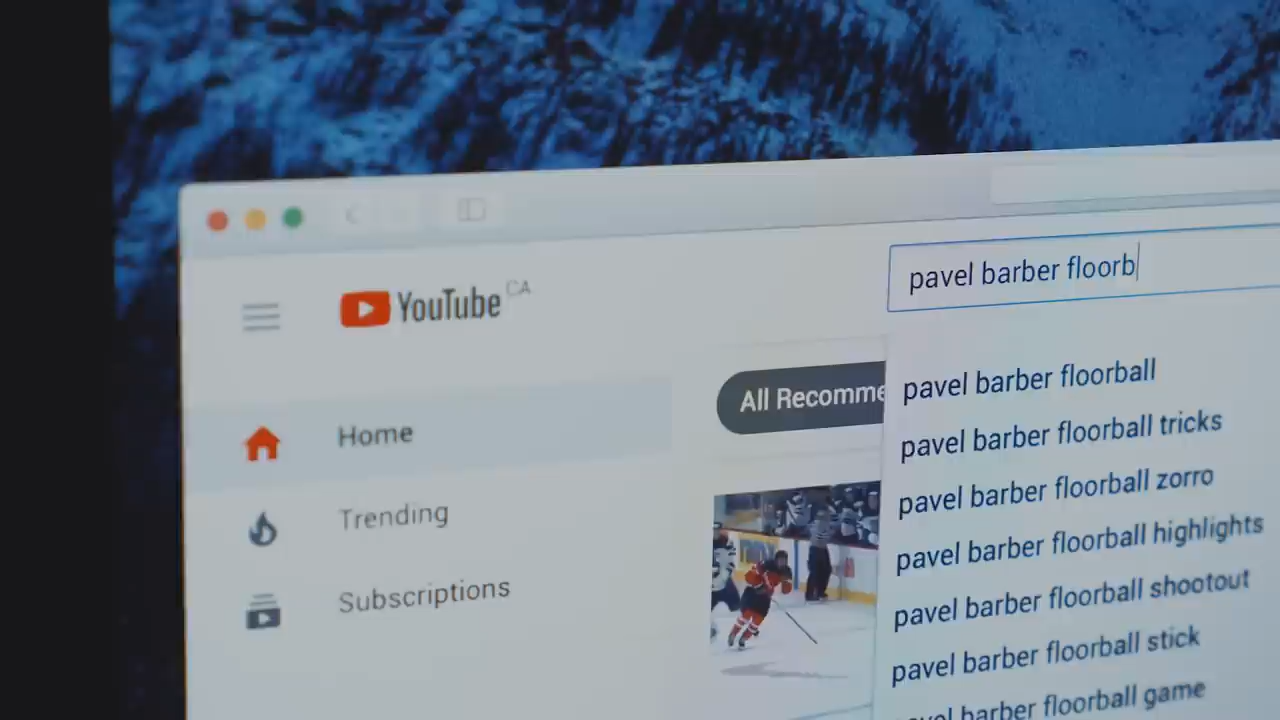 YouTube CA
pavel barber floorb
Home
Trending
Subscriptions
All Recomme
pavel barber floorball
pavel barber floorball tricks
pavel barber floorball zorro
pavel barber floorball highlights
pavel barber floorball shootout
pavel barber floorball stick
pavel barber floorball game